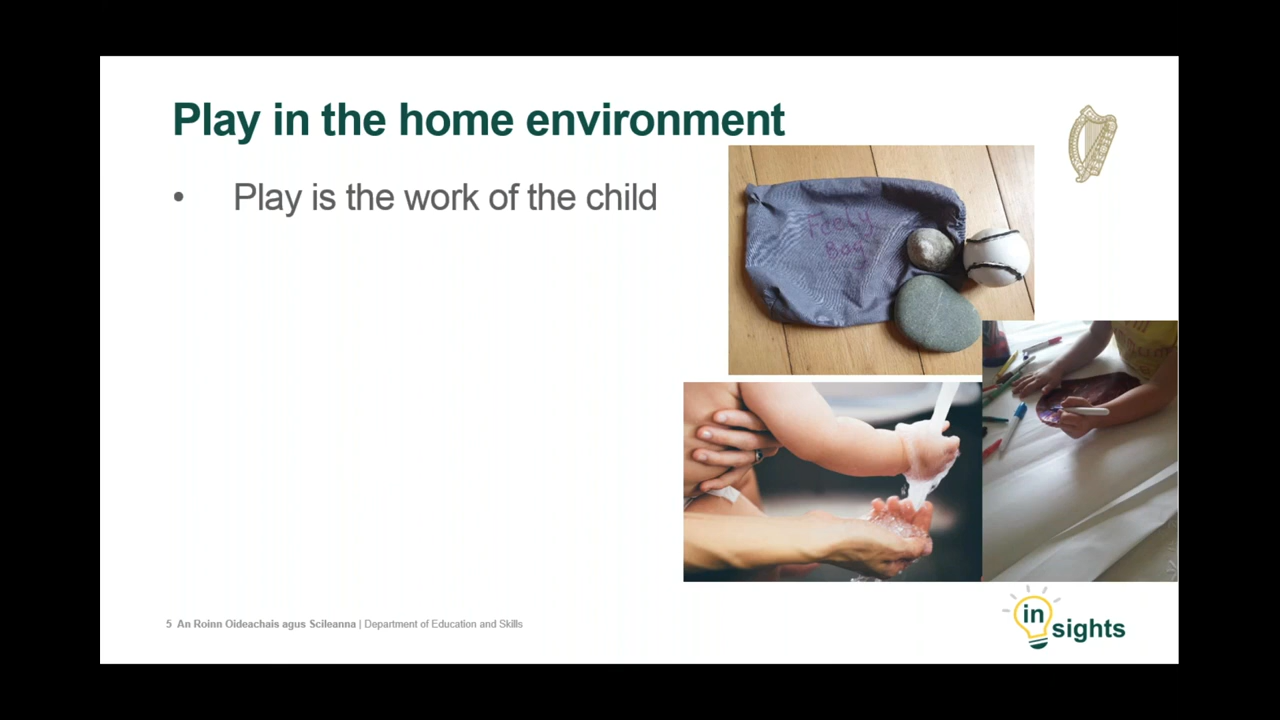 Play in the home environment
• Play is the work of the child
Feely
Bag
5 An Roinn Oideachais agus Scileanna | Department of Education and Skills
in
sights